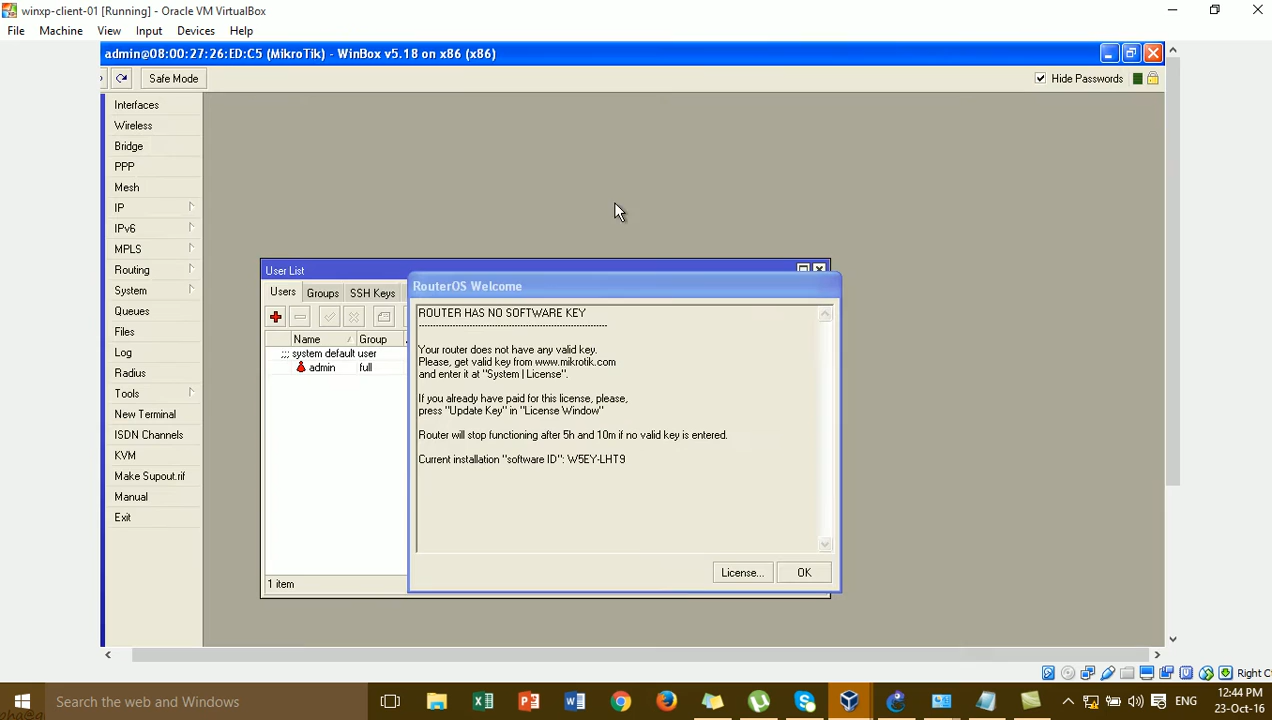 winxp-client-01 [Running] - Oracle VM VirtualBox
File Machine View Input Devices Help
admin@08:00:27:26:ED:C5 (MikroTik) - WinBox v5.18 on x86 (x86)
Safe Mode
Hide Passwords
Interfaces
Wireless
Bridge
PPP
Mesh
IP
IPv6
MPLS
Routing
System
Queues
Files
Log
Radius
Tools
New Terminal
ISDN Channels
KVM
Make Supout.rif
Manual
Exit
User List
Users Groups SSH Keys
Name Group
;;; system default user
admin full
1 item
RouterOS Welcome
ROUTER HAS NO SOFTWARE KEY
----------------------------------------------------------------
Your router does not have any valid key.
Please, get valid key from www.mikrotik.com
and enter it at "System | License".
If you already have paid for this license, please,
press "Update Key" in "License Window"
Router will stop functioning after 5h and 10m if no valid key is entered.
Current installation "software ID": W5EY-LHT9
License... OK
Right C
Search the web and Windows
ENG
12:44 PM
23-Oct-16